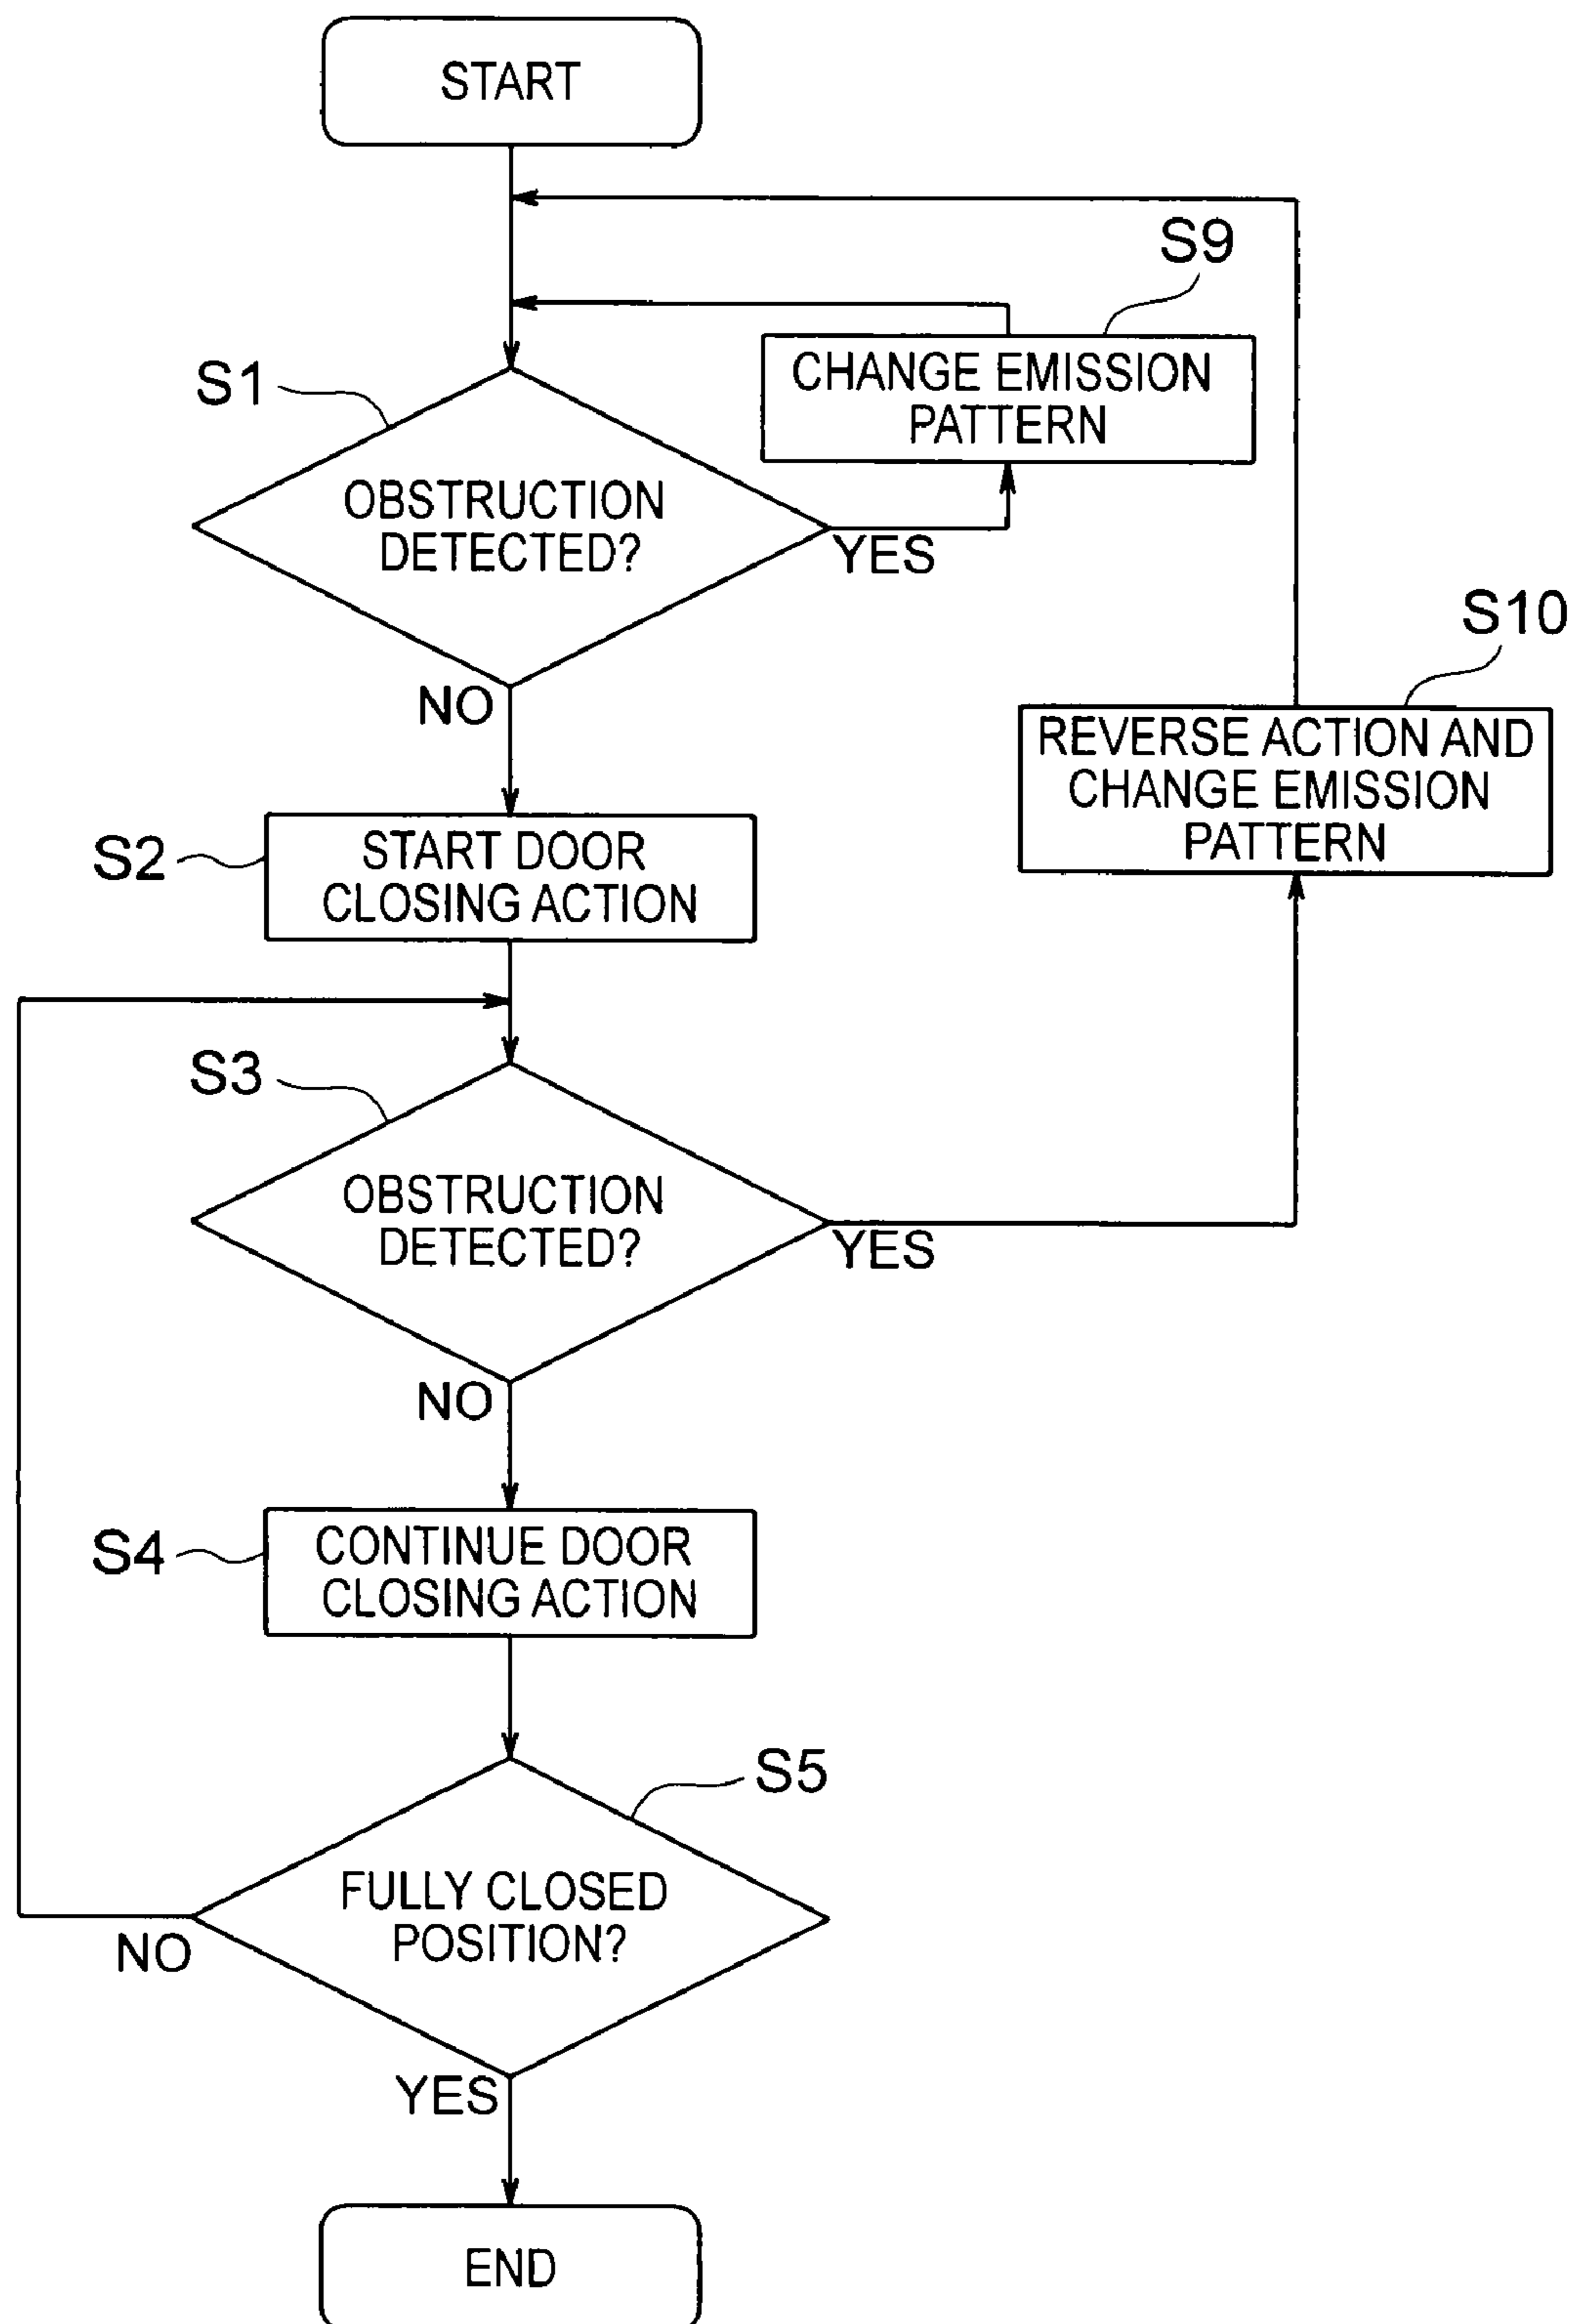 START
S9
CHANGE EMISSION
PATTERN
S1
OBSTRUCTION
DETECTED?
YES
NO
S10
REVERSE ACTION AND
CHANGE EMISSION
PATTERN
S2
START DOOR
CLOSING ACTION
S3
OBSTRUCTION
DETECTED?
YES
NO
S4
CONTINUE DOOR
CLOSING ACTION
S5
FULLY CLOSED
POSITION?
NO
YES
END